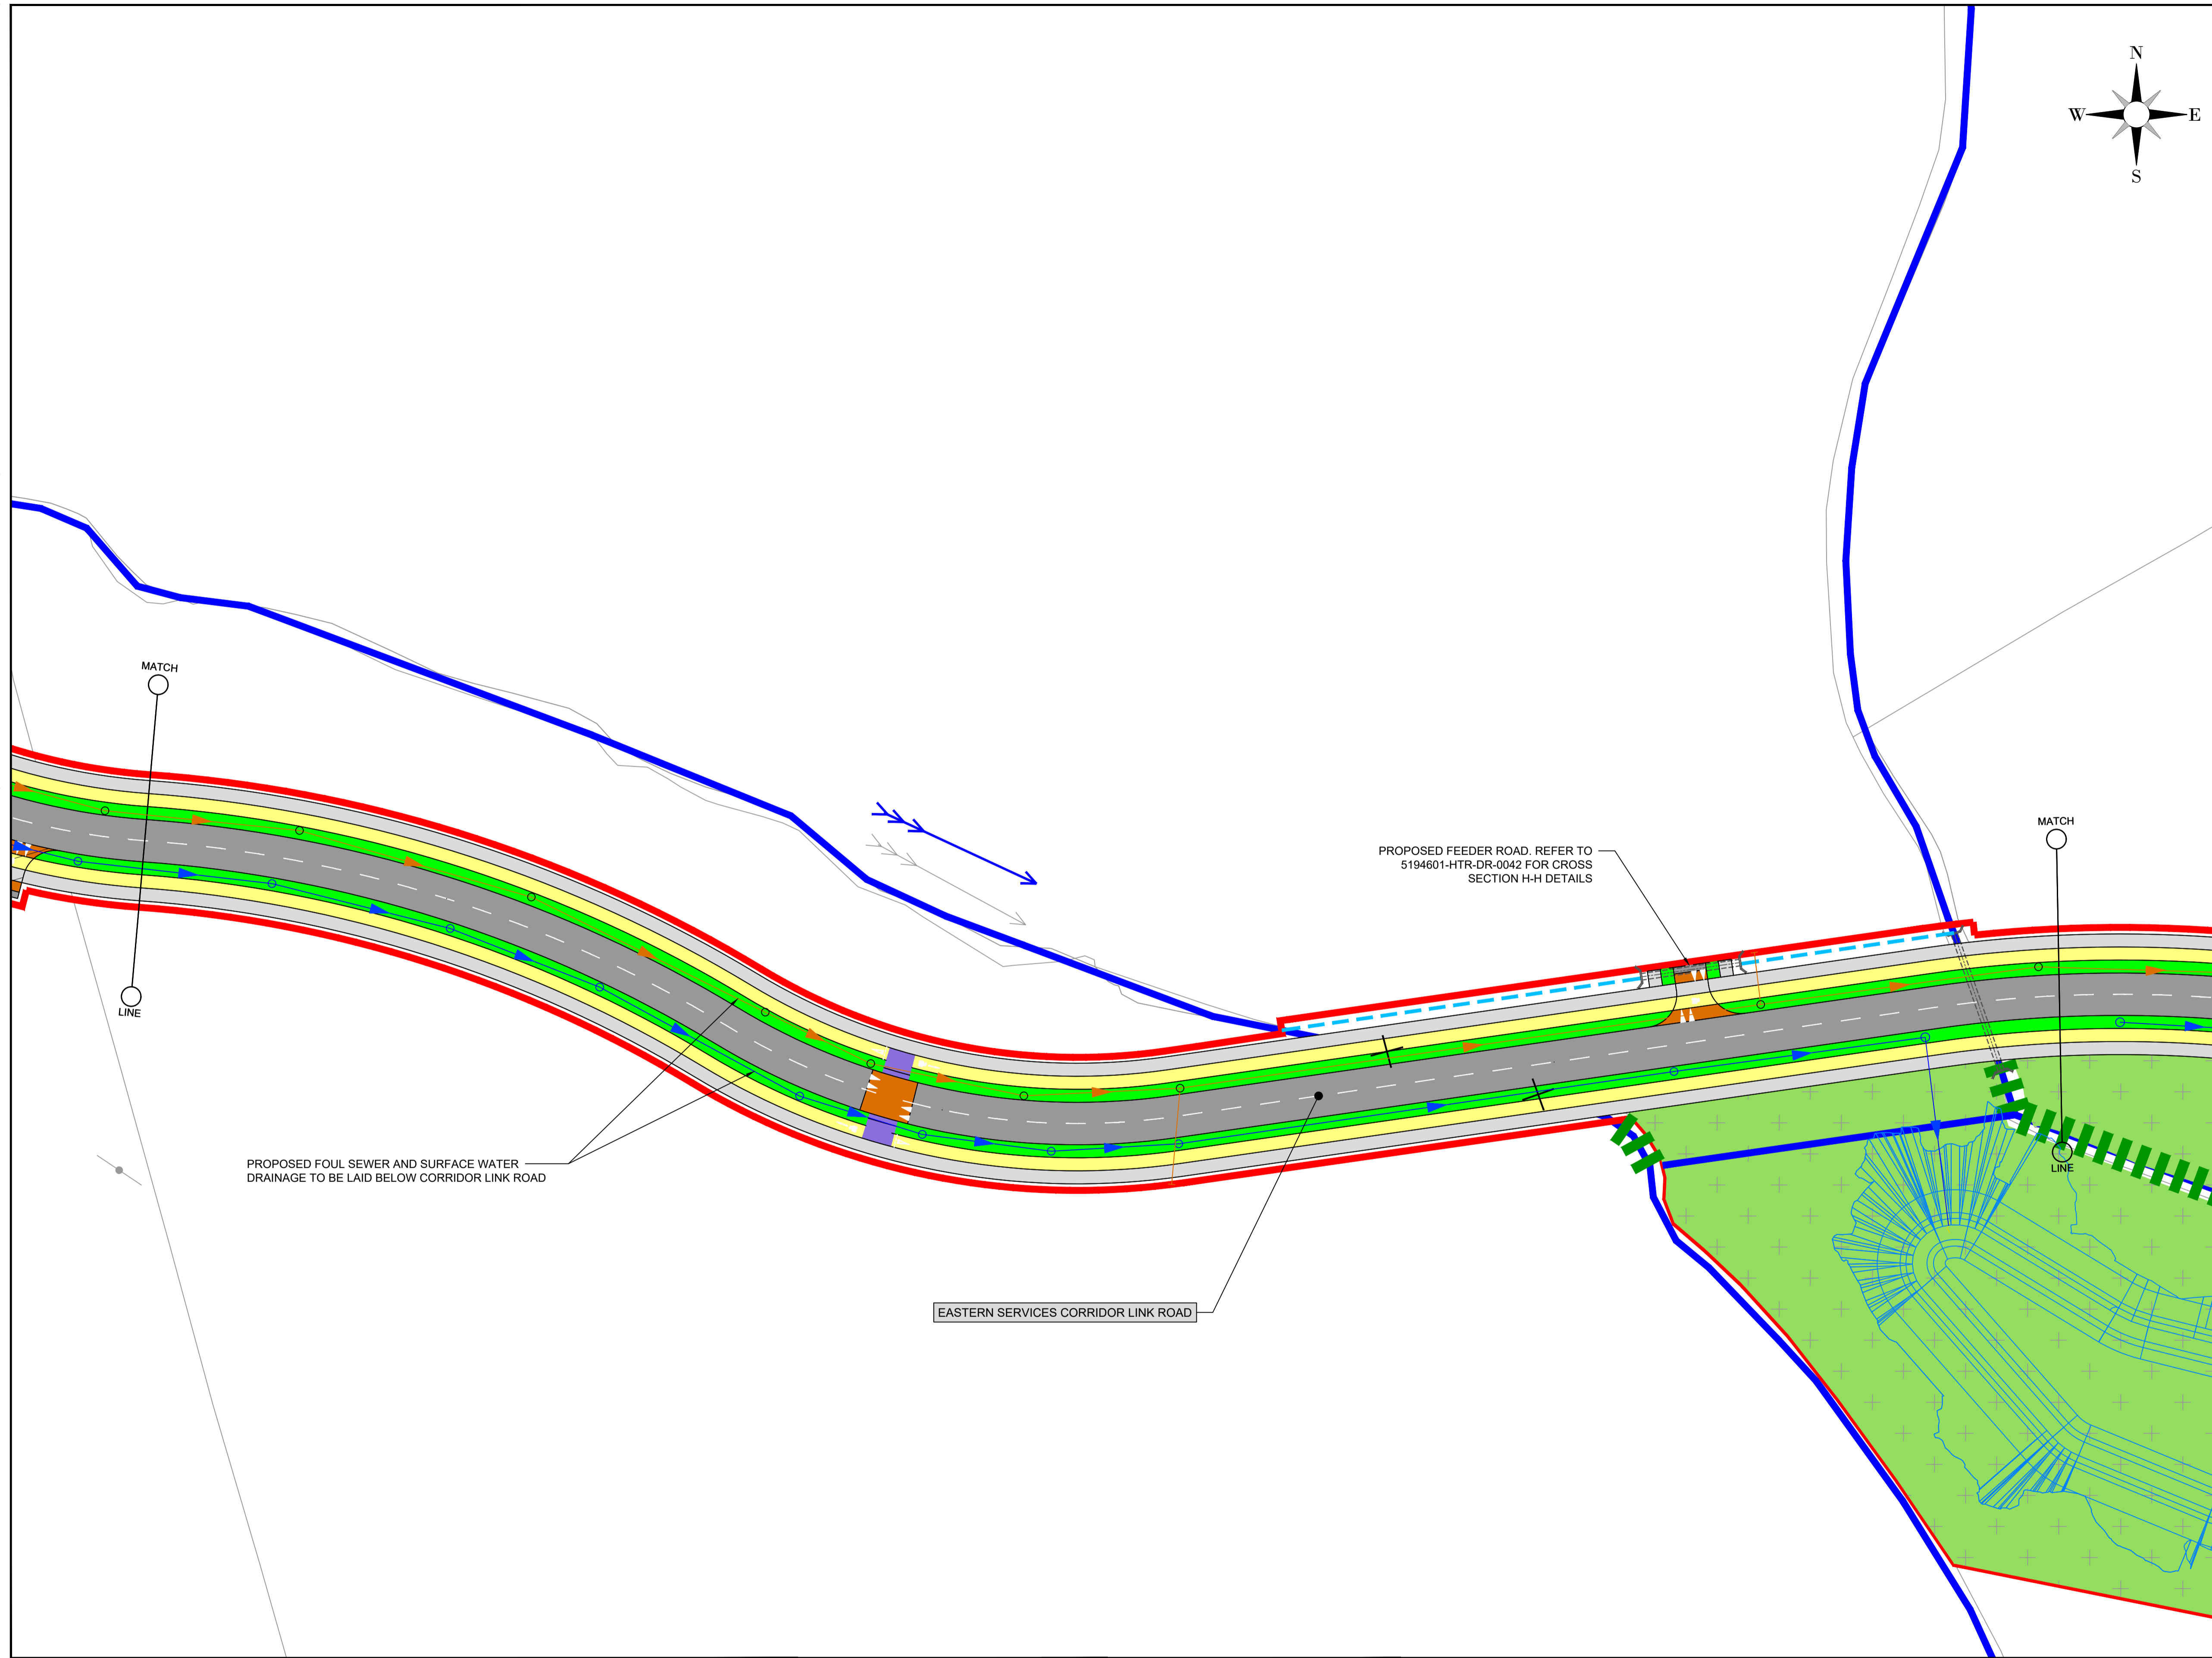 N
W
E
S
MATCH
MATCH
PROPOSED FEEDER ROAD. REFER TO
5194601-HTR-DR-0042 FOR CROSS
SECTION H-H DETAILS
LINE
PROPOSED FOUL SEWER AND SURFACE WATER
DRAINAGE TO BE LAID BELOW CORRIDOR LINK ROAD
LINE
EASTERN SERVICES CORRIDOR LINK ROAD